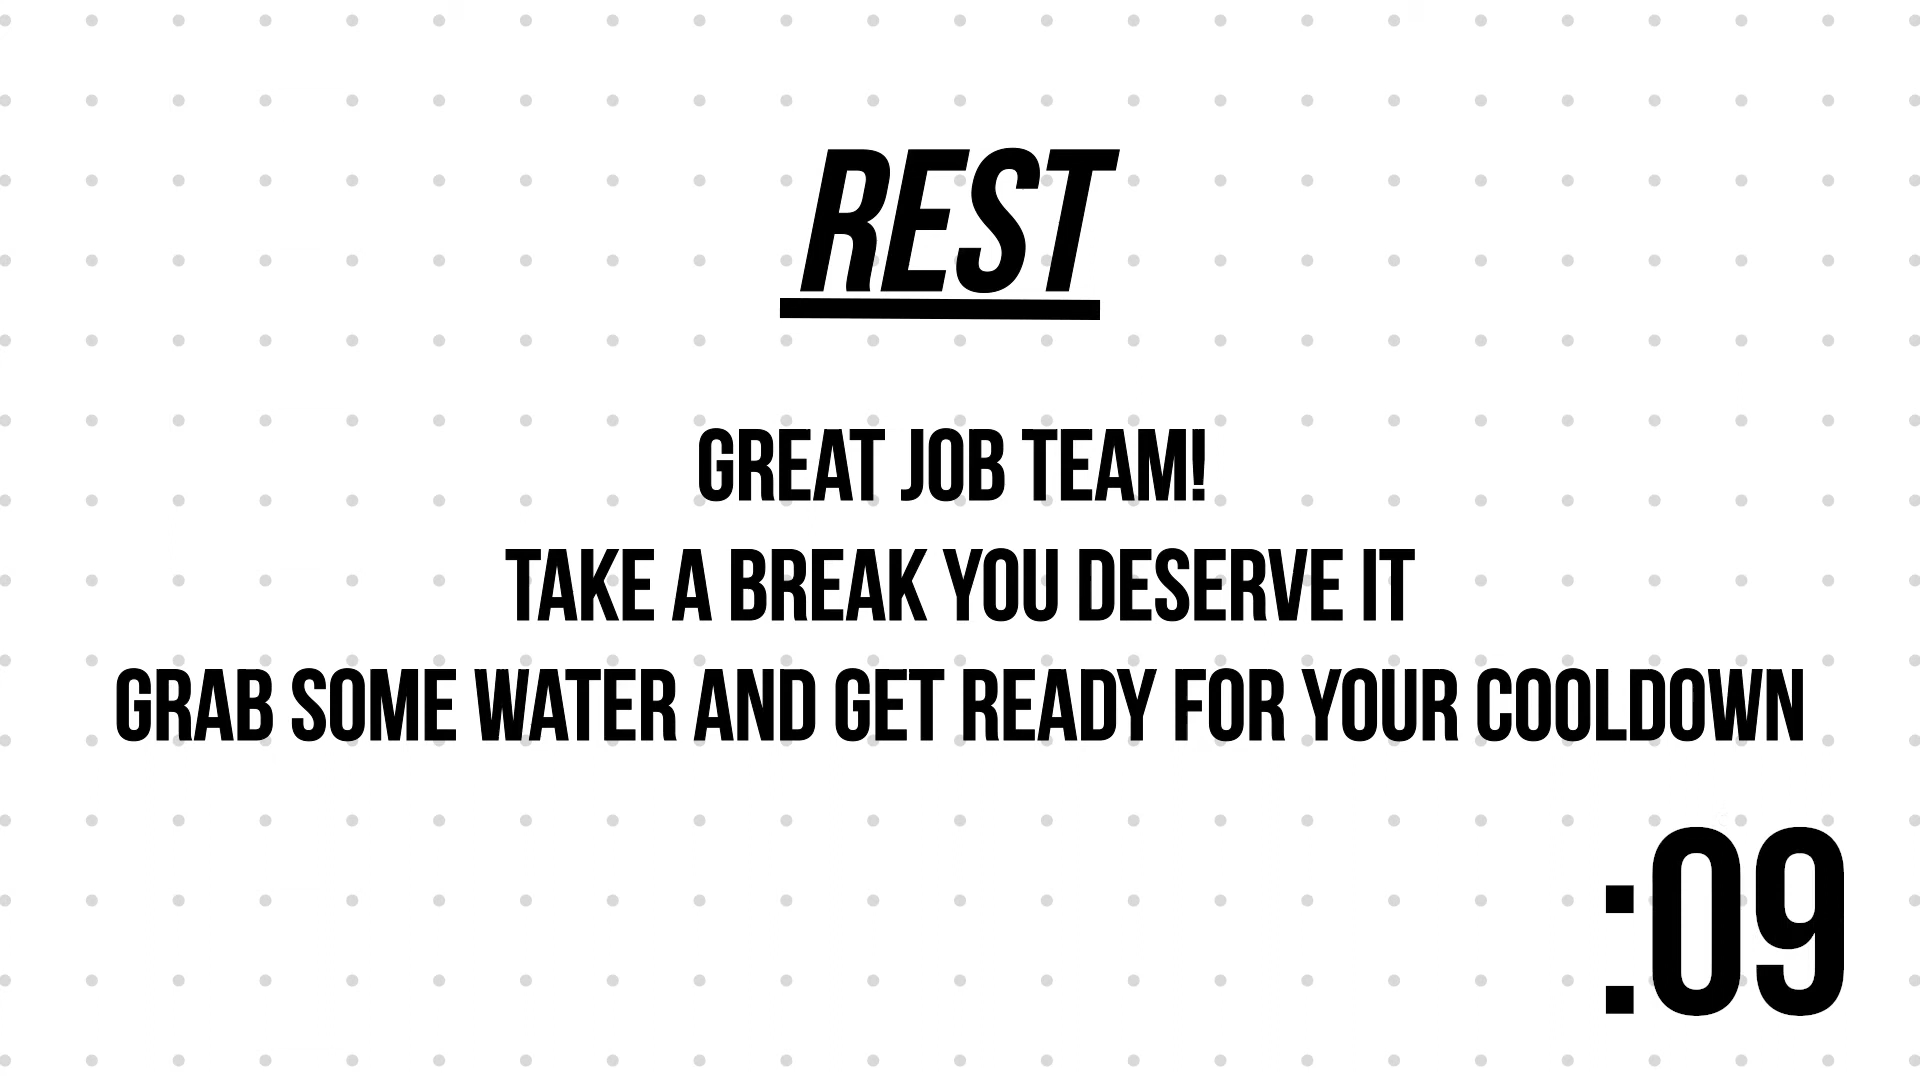 REST
GREAT JOB TEAM!
TAKE A BREAK YOU DESERVE IT
GRAB SOME WATER AND GET READY FOR YOUR COOLDOWN
:09